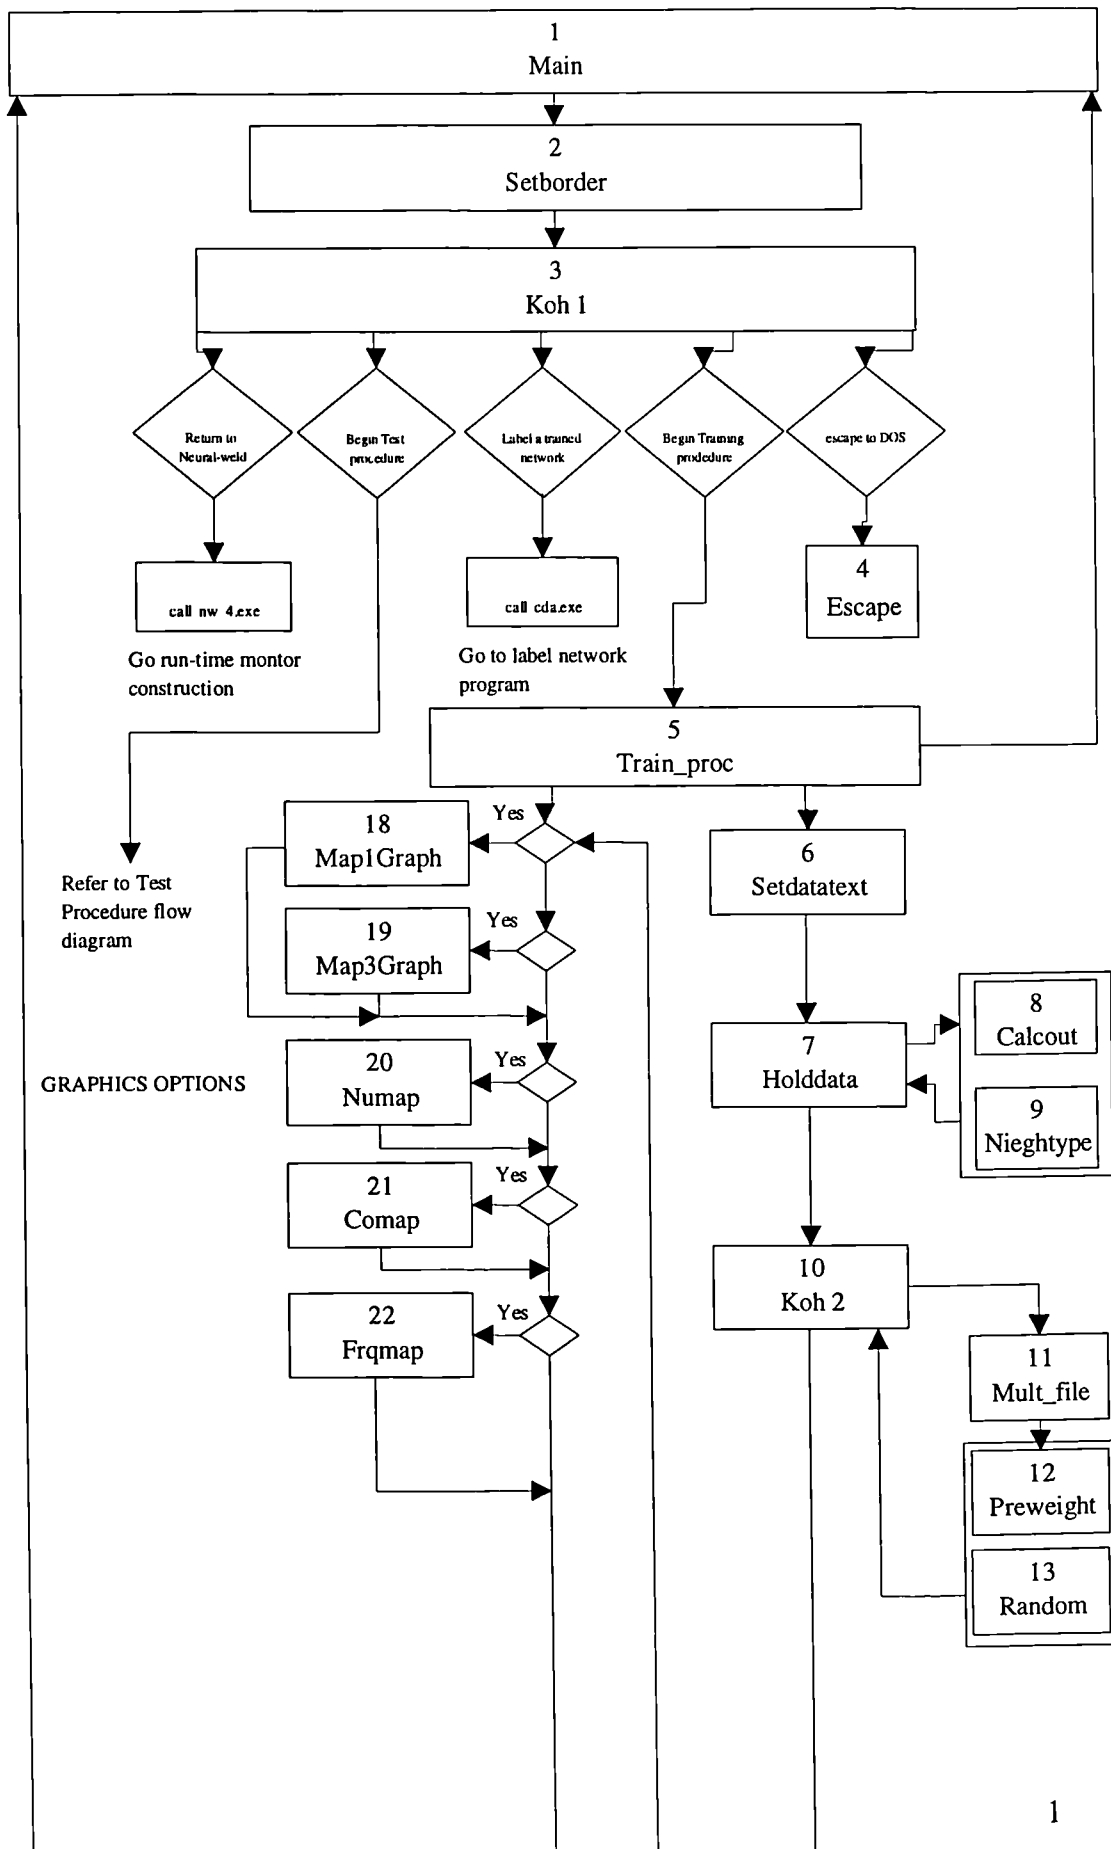 1
Main
2
Setborder
3
Koh 1
Return to
Neural-weld
Begin Test
procedure
Label a trained
network
Begin Training
prodedure
escape to DOS
call nw_4.exe
call cda.exe
4
Escape
Go run-time montor
construction
Go to label network
program
5
Train_proc
Yes
18
Map1Graph
6
Setdatatext
Refer to Test
Procedure flow
diagram
Yes
19
Map3Graph
8
Calcout
7
Holddata
GRAPHICS OPTIONS
Yes
20
Numap
9
Nieghtype
Yes
21
Comap
10
Koh 2
Yes
22
Frqmap
11
Mult_file
12
Preweight
13
Random
1